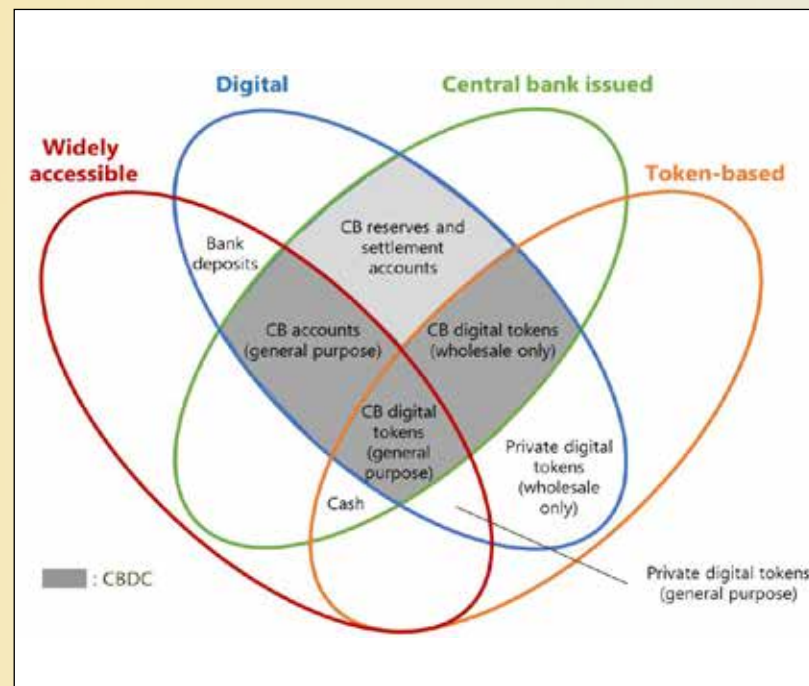 Digital
Central bank issued
Widely
accessible
Token-based
Bank
deposits
CB reserves and
settlement
accounts
CB accounts
(general purpose)
CB digital tokens
(wholesale only)
CB digital
tokens
(general
purpose)
Private digital
tokens
(wholesale
only)
Cash
Private digital tokens
(general purpose)
: CBDC